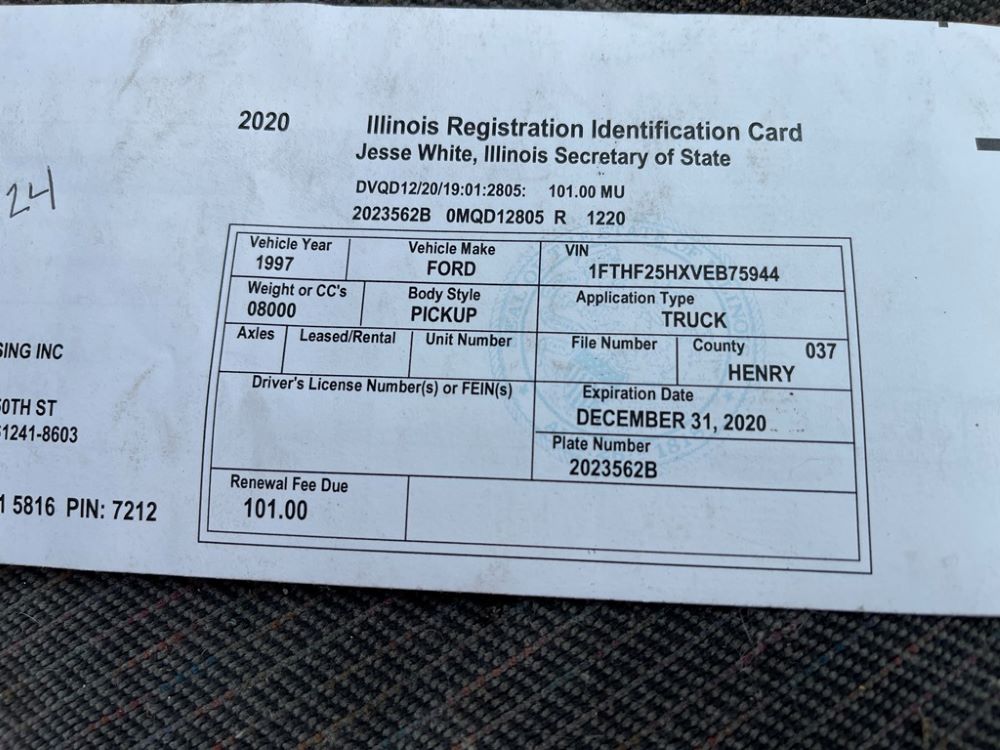 2020
Illinois Registration Identification Card
Jesse White, Illinois Secretary of State
DVQD12/20/19:01:2805: 101.00 MU
2023562B 0MQD12805 R 1220
24
Vehicle Year
1997
Vehicle Make
FORD
VIN
1FTHF25HXVEB75944
Weight or CC's
08000
Body Style
PICKUP
Application Type
TRUCK
Axles
Leased/Rental
Unit Number
File Number
County 037
HENRY
Driver's License Number(s) or FEIN(s)
Expiration Date
DECEMBER 31, 2020
Plate Number
2023562B
Renewal Fee Due
101.00
SING INC
50TH ST
61241-8603
1 5816 PIN: 7212